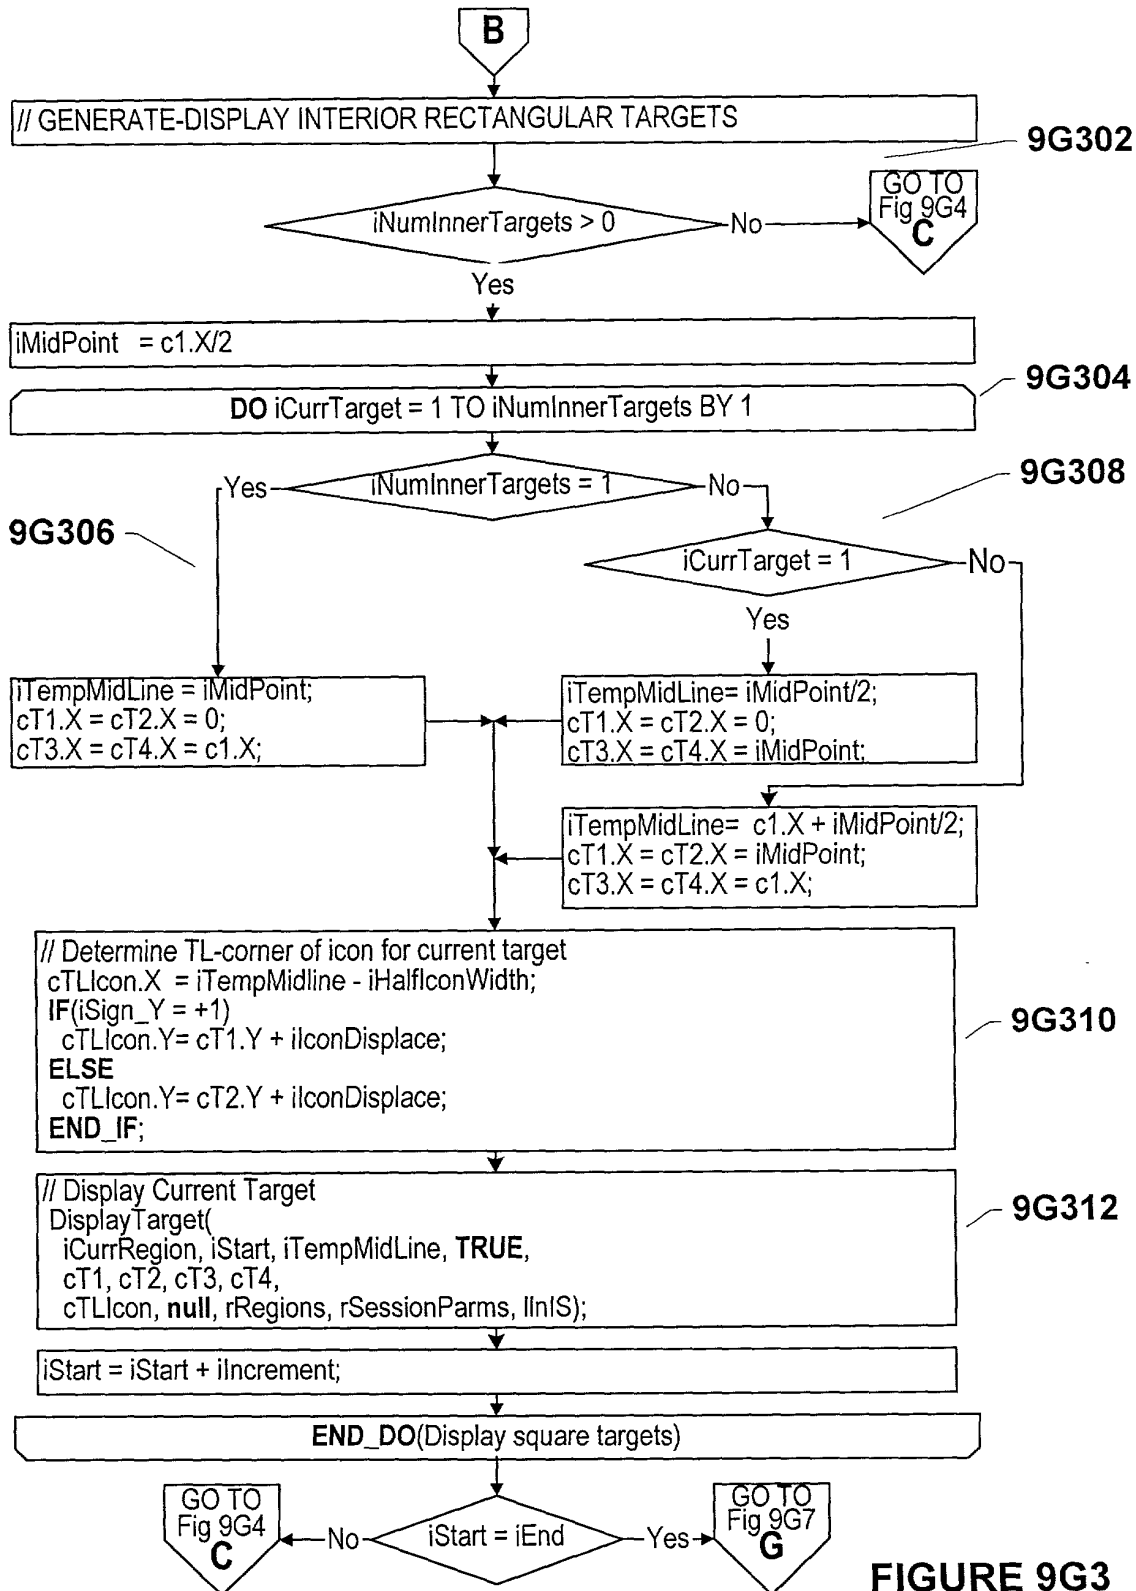 B
// GENERATE-DISPLAY INTERIOR RECTANGULAR TARGETS
9G302
GO TO
Fig 9G4
C
iNumInnerTargets > 0
No
Yes
iMidPoint = c1.X/2
9G304
DO iCurrTarget = 1 TO iNumInnerTargets BY 1
9G308
Yes
iNumInnerTargets = 1
No
9G306
iCurrTarget = 1
No
Yes
iTempMidLine = iMidPoint;
cT1.X = cT2.X = 0;
cT3.X = cT4.X = c1.X;
iTempMidLine= iMidPoint/2;
cT1.X = cT2.X = 0;
cT3.X = cT4.X = iMidPoint;
iTempMidLine= c1.X + iMidPoint/2;
cT1.X = cT2.X = iMidPoint;
cT3.X = cT4.X = c1.X;
// Determine TL-corner of icon for current target
cTLIcon.X = iTempMidline - iHalfIconWidth;
IF(iSign_Y = +1)
cTLIcon.Y= cT1.Y + iIconDisplace;
ELSE
cTLIcon.Y= cT2.Y + iIconDisplace;
END_IF;
9G310
// Display Current Target
DisplayTarget(
iCurrRegion, iStart, iTempMidLine, TRUE,
cT1, cT2, cT3, cT4,
cTLIcon, null, rRegions, rSessionParms, lInIS);
9G312
iStart = iStart + iIncrement;
END_DO(Display square targets)
GO TO
Fig 9G4
C
No
iStart = iEnd
Yes
GO TO
Fig 9G7
G
FIGURE 9G3